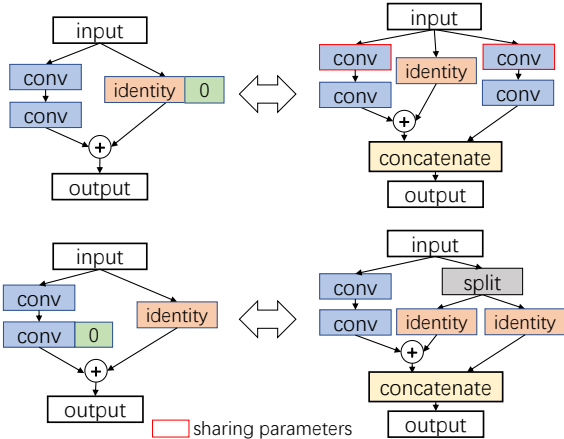 input
conv
identity 0
conv
+
output
input
conv
identity
conv
conv
conv
+
concatenate
output
input
conv
conv 0
identity
+
output
input
split
conv
conv
identity
identity
+
concatenate
output
sharing parameters